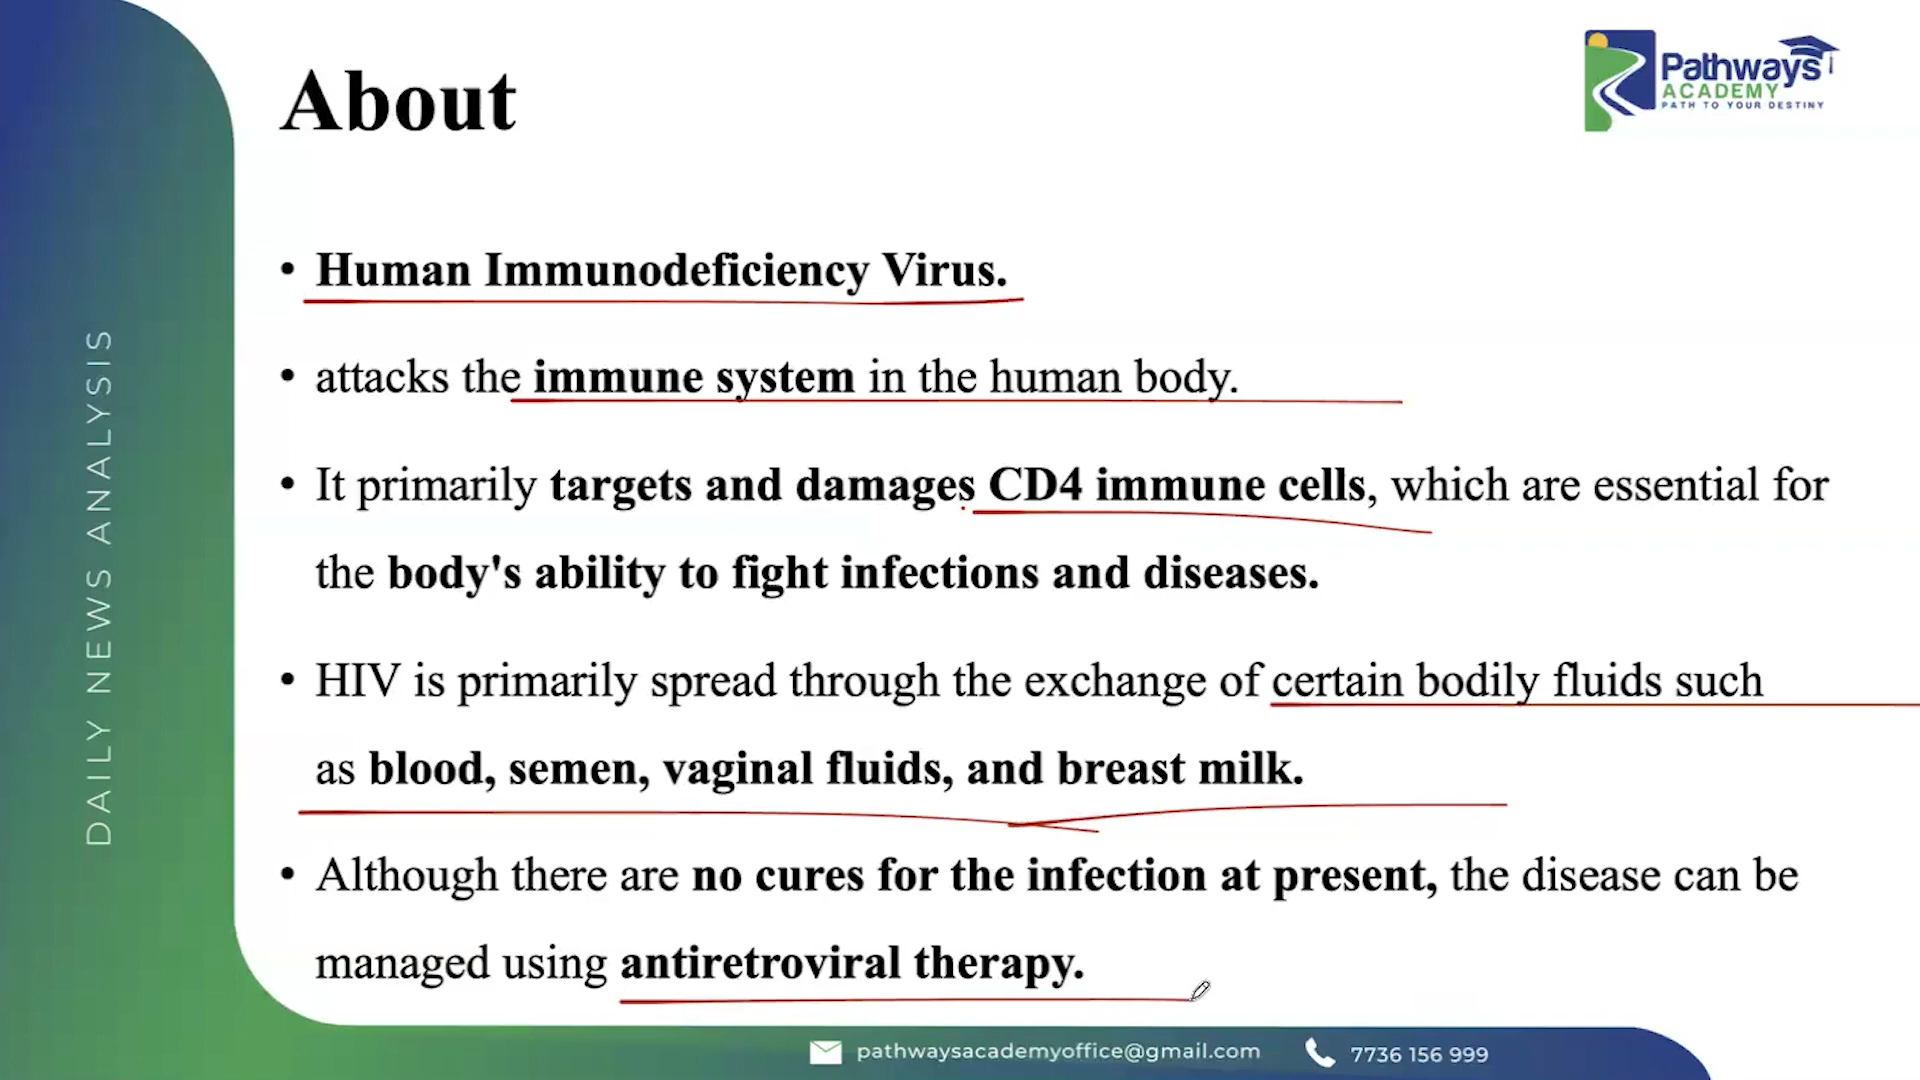 About
Pathways
ACADEMY
PATH TO YOUR DESTINY
• Human Immunodeficiency Virus.
• attacks the immune system in the human body.
• It primarily targets and damages CD4 immune cells, which are essential for
the body's ability to fight infections and diseases.
• HIV is primarily spread through the exchange of certain bodily fluids such
as blood, semen, vaginal fluids, and breast milk.
• Although there are no cures for the infection at present, the disease can be
managed using antiretroviral therapy.
DAILY NEWS ANALYSIS
pathwaysacademyoffice@gmail.com
7736 156 999